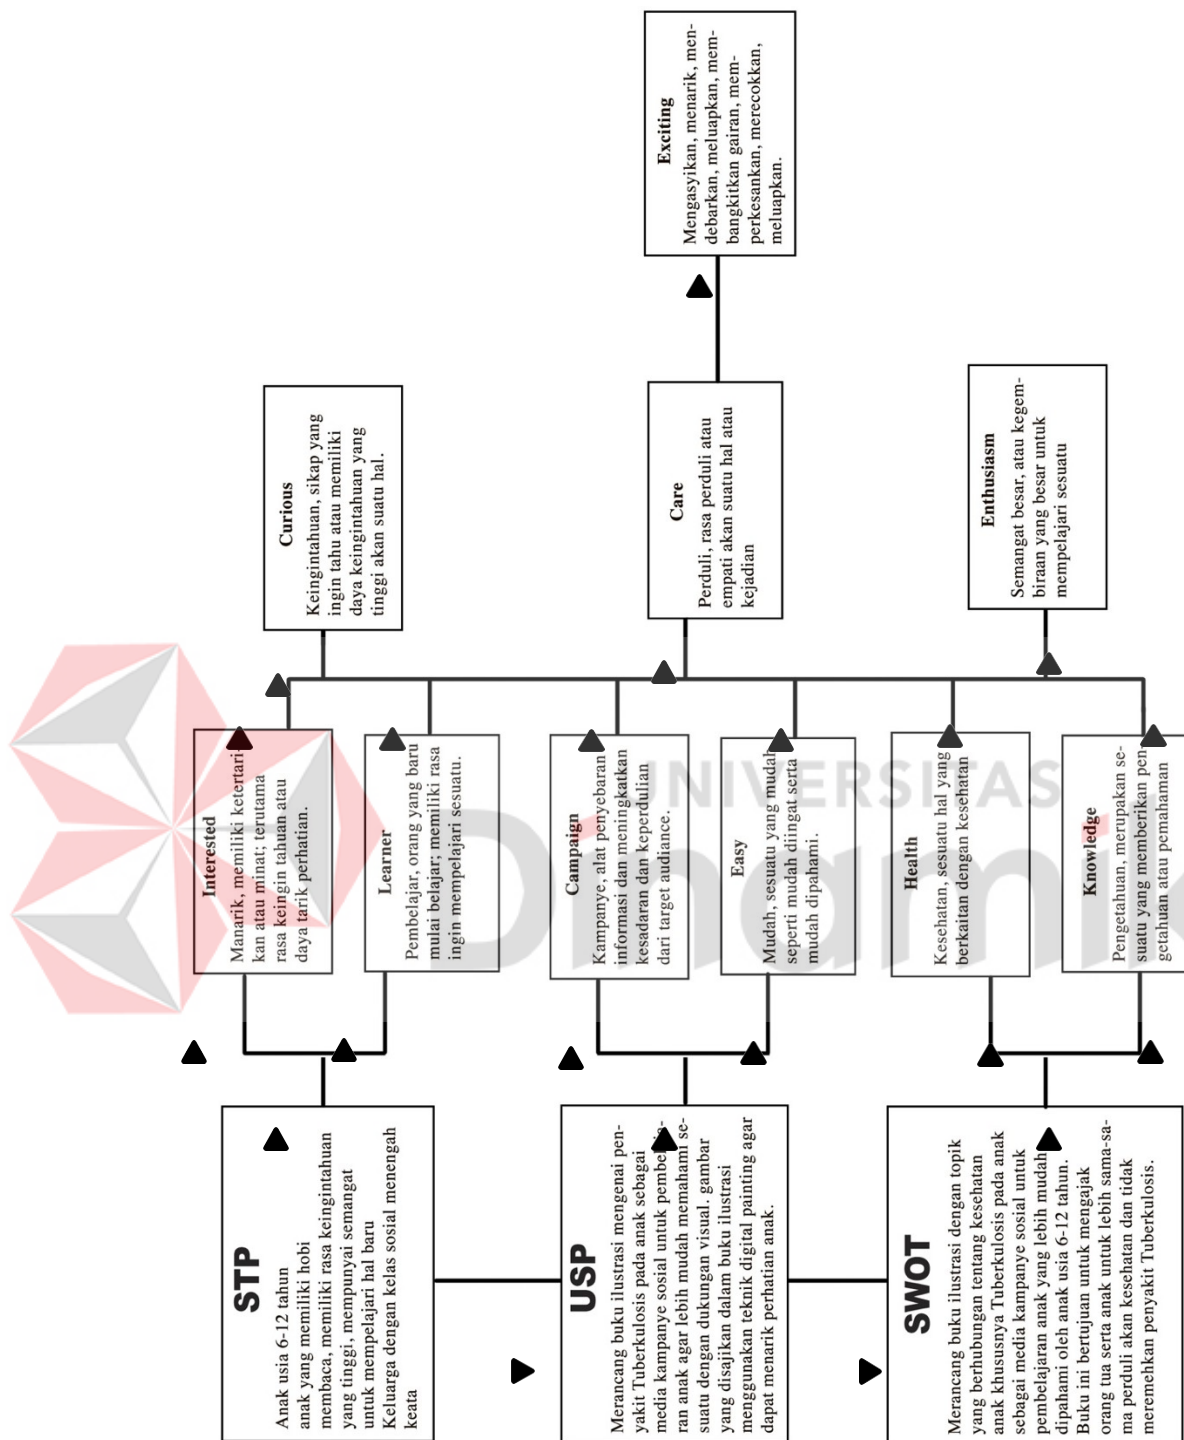 STP
Anak usia 6-12 tahun
anak yang memiliki hobi
membaca, memiliki rasa keingintahuan
yang tinggi, mempunyai semangat
untuk mempelajari hal baru
Keluarga dengan kelas sosial menengah
keata
USP
Merancang buku ilustrasi mengenai pen-
yakit Tuberkulosis pada anak sebagai
media kampanye sosial untuk pembelaja-
ran anak agar lebih mudah memahami se-
suatu dengan dukungan visual. gambar
yang disajikan dalam buku ilustrasi
menggunakan teknik digital painting agar
dapat menarik perhatian anak.
SWOT
Merancang buku ilustrasi dengan topik
yang berhubungan tentang kesehatan
anak khususnya Tuberkulosis pada anak
sebagai media kampanye sosial untuk
pembelajaran anak yang lebih mudah
dipahami oleh anak usia 6-12 tahun.
Buku ini bertujuan untuk mengajak
orang tua serta anak untuk lebih sama-sa-
ma perduli akan kesehatan dan tidak
meremehkan penyakit Tuberkulosis.
Interested
Manarik, memiliki ketertari-
kan atau minat; terutama
rasa keingin tahuan atau
daya tarik perhatian.
Learner
Pembelajar, orang yang baru
mulai belajar; memiliki rasa
ingin mempelajari sesuatu.
Campaign
Kampanye, alat penyebaran
informasi dan meningkatkan
kesadaran dan keperdulian
dari target audiance.
Easy
Mudah, sesuau yang mudah
seperti mudah diingat serta
mudah dipahami.
Health
Kesehatan, sesuatu hal yang
berkaitan dengan kesehatan
Knowledge
Pengetahuan, merupakan se-
suatu yang memberikan pen
getahuan atau pemahaman
Curious
Keingintahuan, sikap yang
ingin tahu atau memiliki
daya keingintahuan yang
tinggi akan suatu hal.
Care
Perduli, rasa perduli atau
empati akan suatu hal atau
kejadian
Enthusiasm
Semangat besar, atau kegem-
biraan yang besar untuk
mempelajari sesuatu
Exciting
Mengasyikan, menarik, men-
debarkan, meluapkan, mem-
bangkitkan gairan, mem-
perkesankan, merecokkan,
meluapkan.
UNIVERSITAS
Dinamik